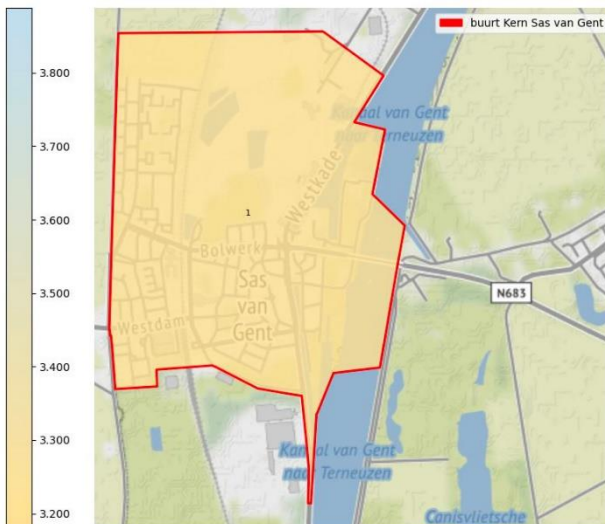 buurt Kern Sas van Gent
3.800
3.700
3.600
3.500
3.400
3.300
3.200
Kanaal van Gent
naar Terneuzen
Westkade
1
Bolwerk
Sas
van
Gent
N683
Westdam
Kanaal van Gent
naar Terneuzen
Canisvlietsche